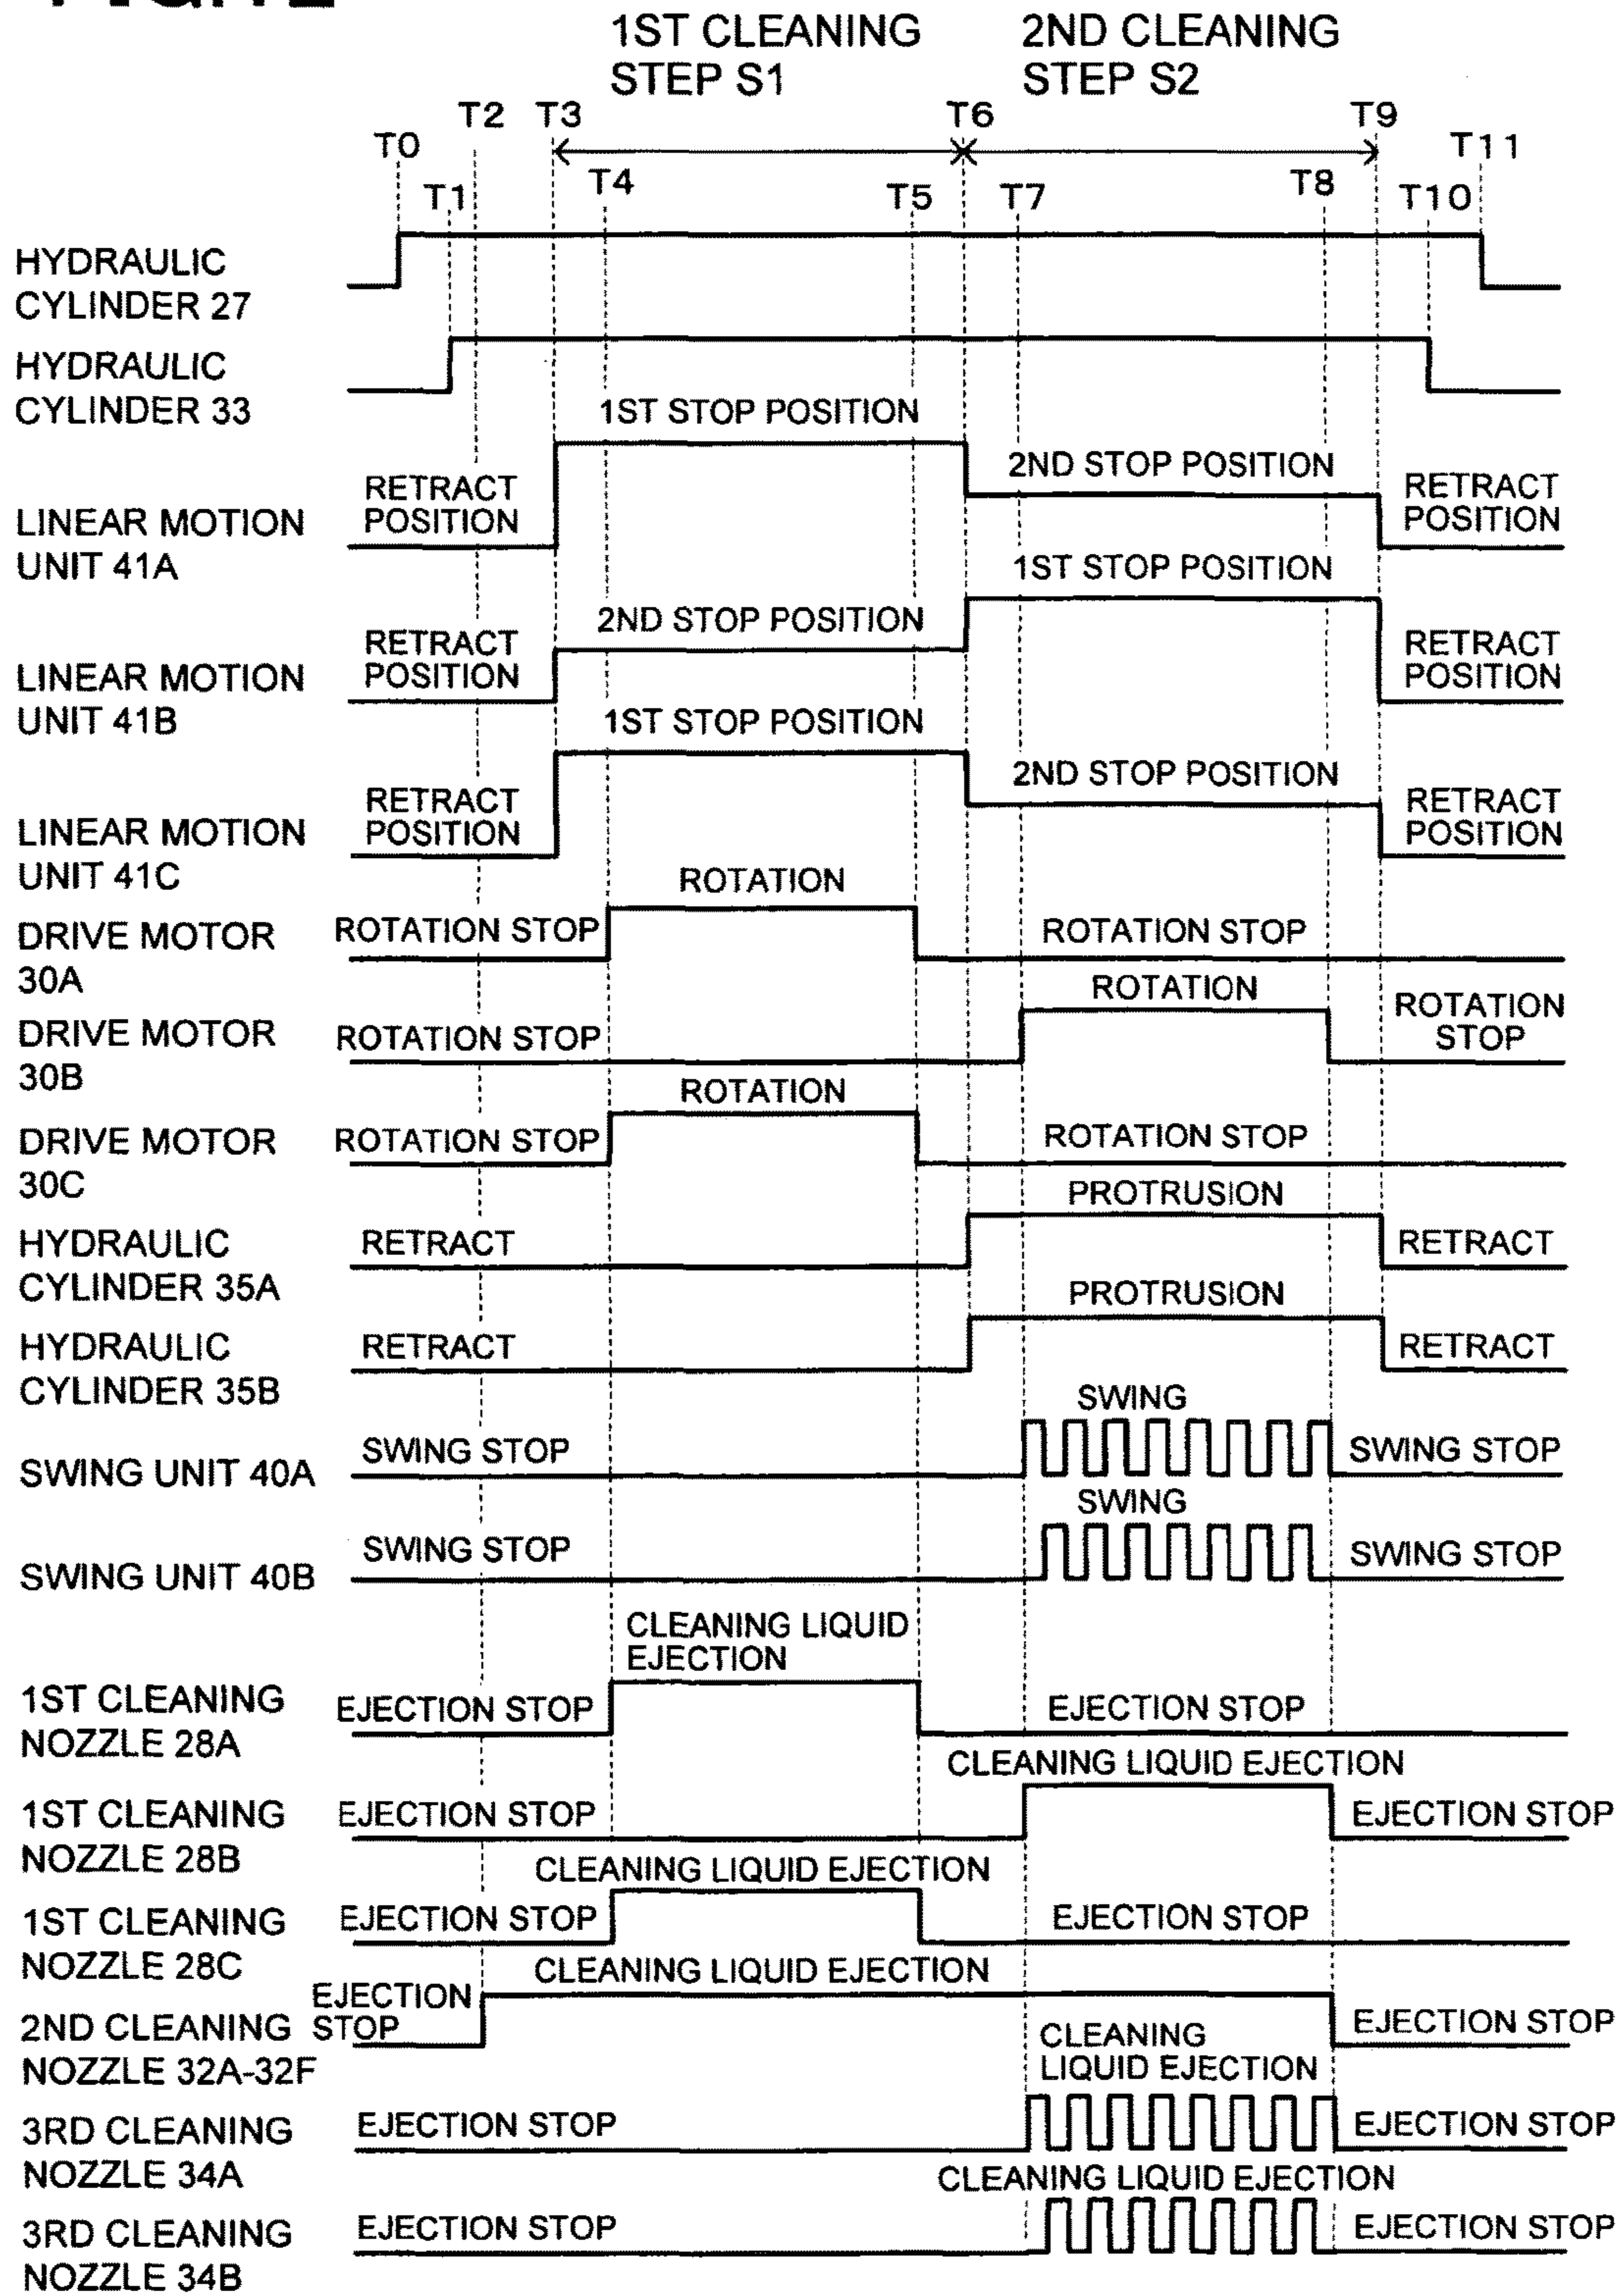 1ST CLEANING
STEP S1
2ND CLEANING
STEP S2
T2
T3
T6
T9
T0
T11
T4
T8
T1
T5
T7
T10
HYDRAULIC
CYLINDER 27
HYDRAULIC
CYLINDER 33
1ST STOP POSITION
2ND STOP POSITION
RETRACT
POSITION
RETRACT
POSITION
LINEAR MOTION
UNIT 41A
1ST STOP POSITION
2ND STOP POSITION
RETRACT
POSITION
RETRACT
POSITION
LINEAR MOTION
UNIT 41B
1ST STOP POSITION
2ND STOP POSITION
RETRACT
POSITION
RETRACT
POSITION
LINEAR MOTION
UNIT 41C
ROTATION
DRIVE MOTOR
30A
ROTATION STOP
ROTATION STOP
ROTATION
DRIVE MOTOR
30B
ROTATION STOP
ROTATION
STOP
ROTATION
DRIVE MOTOR
30C
ROTATION STOP
ROTATION STOP
PROTRUSION
HYDRAULIC
CYLINDER 35A
RETRACT
RETRACT
PROTRUSION
HYDRAULIC
CYLINDER 35B
RETRACT
RETRACT
SWING
SWING UNIT 40A
SWING STOP
SWING STOP
SWING
SWING UNIT 40B
SWING STOP
SWING STOP
CLEANING LIQUID
EJECTION
1ST CLEANING
NOZZLE 28A
EJECTION STOP
EJECTION STOP
CLEANING LIQUID EJECTION
1ST CLEANING
NOZZLE 28B
EJECTION STOP
EJECTION STOP
CLEANING LIQUID EJECTION
1ST CLEANING
NOZZLE 28C
EJECTION STOP
EJECTION STOP
CLEANING LIQUID EJECTION
EJECTION
STOP
2ND CLEANING
NOZZLE 32A-32F
EJECTION STOP
CLEANING
LIQUID EJECTION
3RD CLEANING
NOZZLE 34A
EJECTION STOP
EJECTION STOP
CLEANING LIQUID EJECTION
3RD CLEANING
NOZZLE 34B
EJECTION STOP
EJECTION STOP